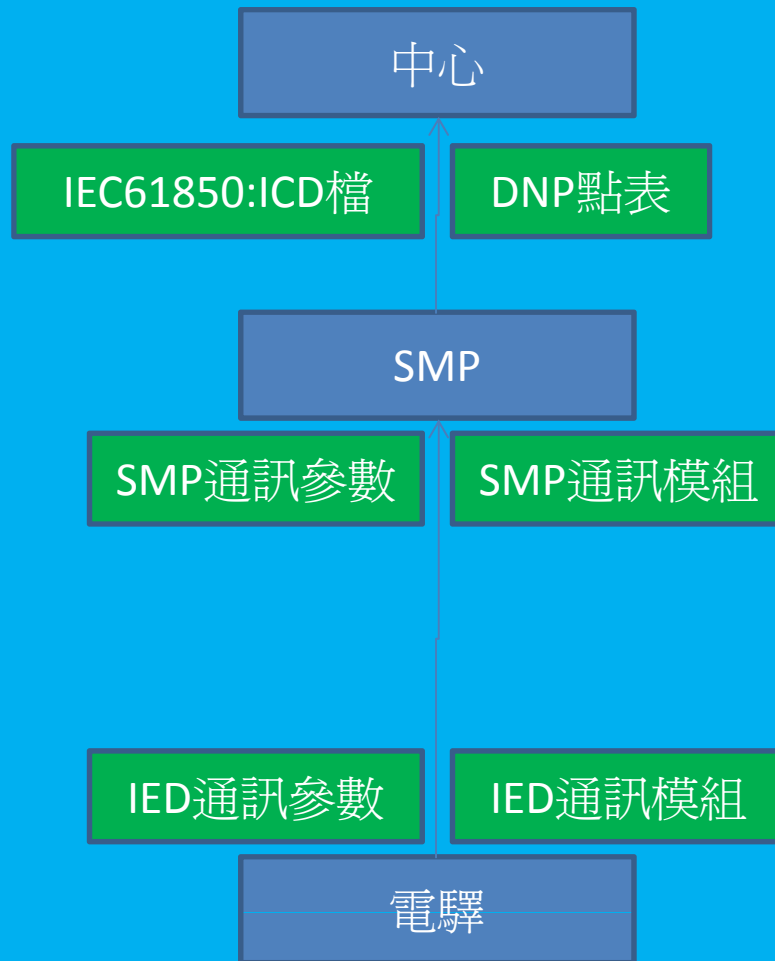 中心
IEC61850:ICD檔
DNP點表
SMP
SMP通訊參數
SMP通訊模組
IED通訊參數
IED通訊模組
電驛